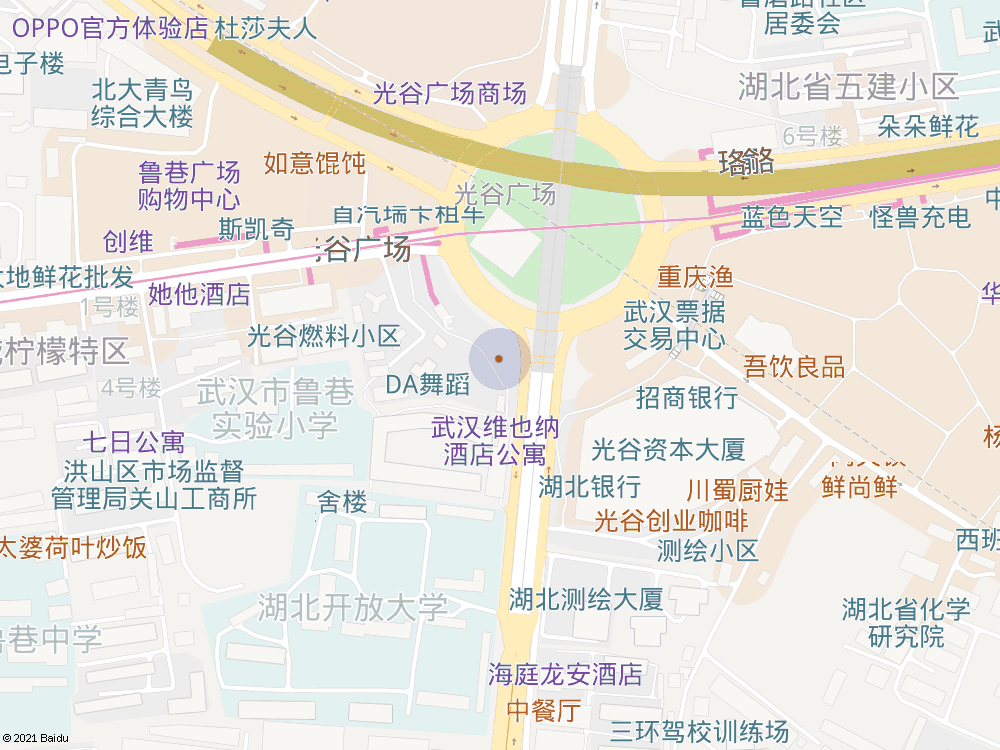 OPPO官方体验店
杜莎夫人
居委会
电子楼
北大青鸟
综合大楼
光谷广场商场
湖北省五建小区
6号楼
朵朵鲜花
鲁巷广场
购物中心
如意馄饨
光谷广场
珞
蓝色天空
怪兽充电
中
创维
斯凯奇
谷广场
地鲜花批发
1号楼
她他酒店
重庆渔
华
武汉票据
交易中心
光谷燃料小区
柠檬特区
4号楼
武汉市鲁巷
实验小学
DA舞蹈
吾饮良品
招商银行
武汉维也纳
酒店公寓
七日公寓
光谷资本大厦
杨
洪山区市场监督
管理局关山工商所
舍楼
湖北银行
川蜀厨娃
鲜尚鲜
光谷创业咖啡
太婆荷叶炒饭
测绘小区
西班
湖北开放大学
湖北测绘大厦
湖北省化学
研究院
鲁巷中学
海庭龙安酒店
中餐厅
三环驾校训练场
© 2021 Baidu